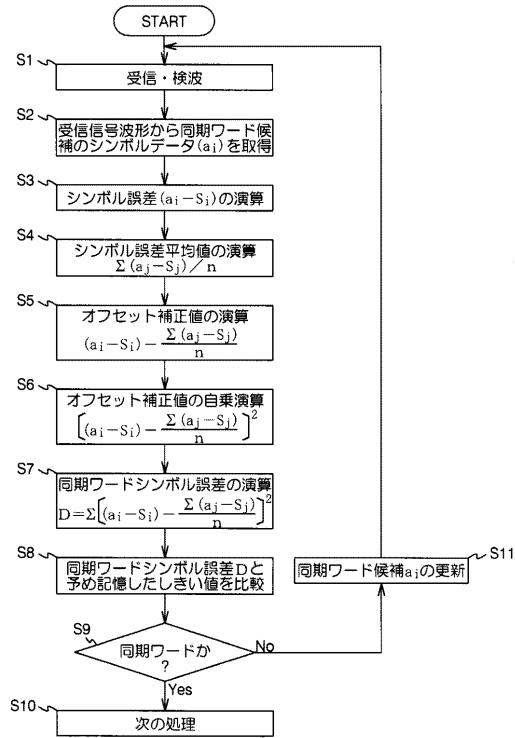 START
S1
受信・検波
S2
受信信号波形から同期ワード候
補のシンボルデータ(ai)を取得
S3
シンボル誤差(ai−Si)の演算
S4
シンボル誤差平均値の演算
Σ(aj−Sj)／n
S5
オフセット補正値の演算
(ai−Si)−Σ(aj−Sj)/n
S6
オフセット補正値の自乗演算
[(ai−Si)−Σ(aj−Sj)/n]²
S7
同期ワードシンボル誤差の演算
D=Σ[(ai−Si)−Σ(aj−Sj)/n]²
S8
同期ワードシンボル誤差Dと
予め記憶したしきい値を比較
S11
同期ワード候補aiの更新
S9
同期ワードか
?
No
Yes
S10
次の処理